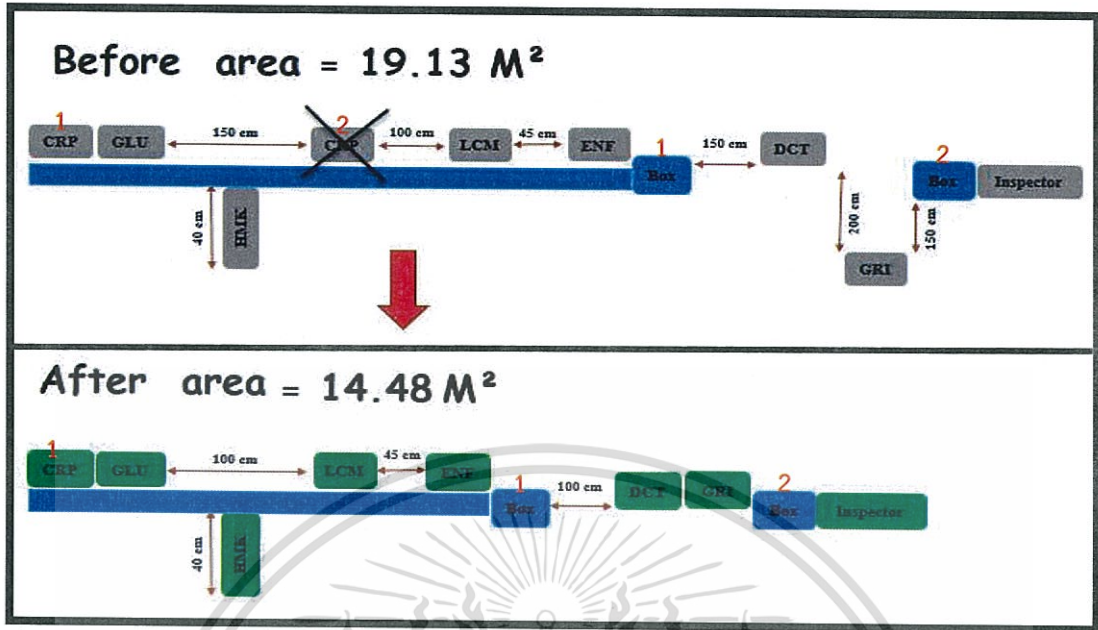 Before area = 19.13 M²
1
2
CRP
GLU
150 cm
CRP
100 cm
LCM
45 cm
ENF
1
Box
150 cm
DCT
2
Box
Inspector
40 cm
HMK
200 cm
150 cm
GRI
After area = 14.48 M²
1
CRP
GLU
100 cm
LCM
45 cm
ENF
1
Box
100 cm
DCT
GRI
2
Box
Inspector
40 cm
HMK